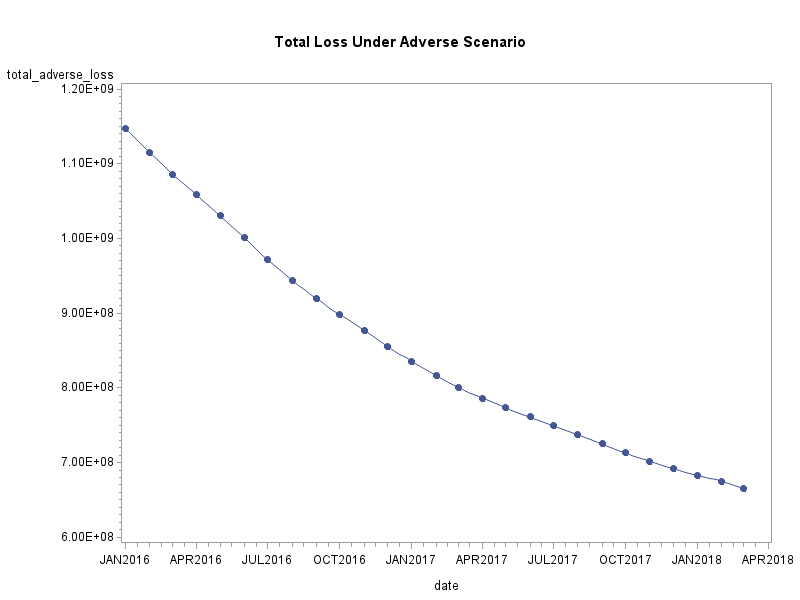 Total Loss Under Adverse Scenario
total_adverse_loss
1.20E+09
1.10E+09
1.00E+09
9.00E+08
8.00E+08
7.00E+08
6.00E+08
JAN2016 APR2016 JUL2016 OCT2016 JAN2017 APR2017 JUL2017 OCT2017 JAN2018 APR2018
date